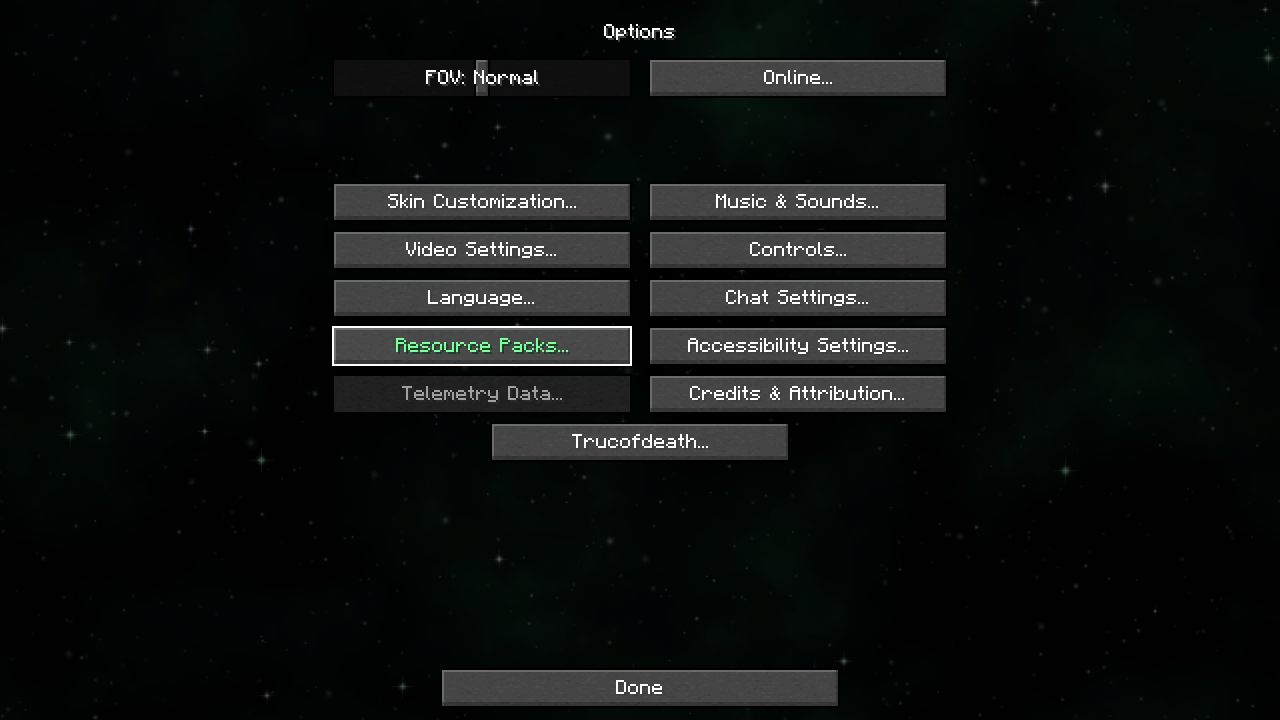 Options
FOV: Normal
Online...
Skin Customization...
Music & Sounds...
Video Settings...
Controls...
Language...
Chat Settings...
Resource Packs...
Accessibility Settings...
Telemetry Data...
Credits & Attribution...
Trucofdeath...
Done